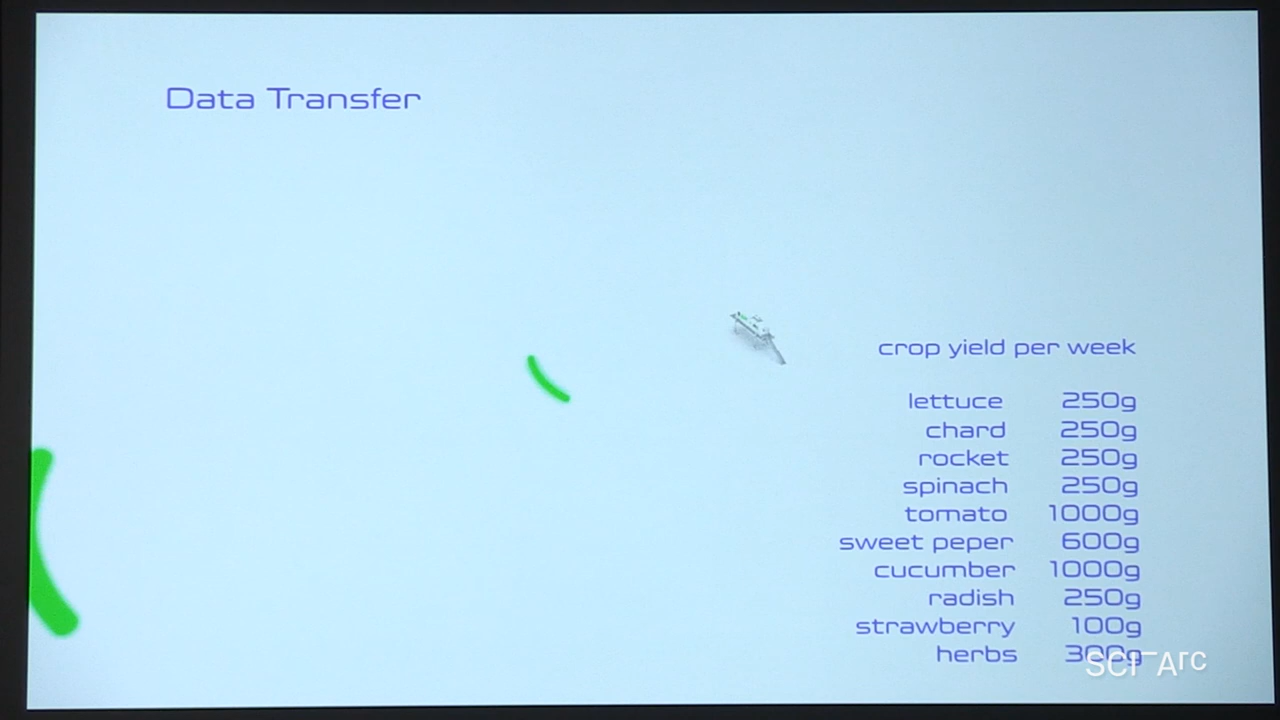 Data Transfer
crop yield per week
lettuce 250g
chard 250g
rocket 250g
spinach 250g
tomato 1000g
sweet peper 600g
cucumber 1000g
radish 250g
strawberry 100g
herbs 300g
SCI-Arc